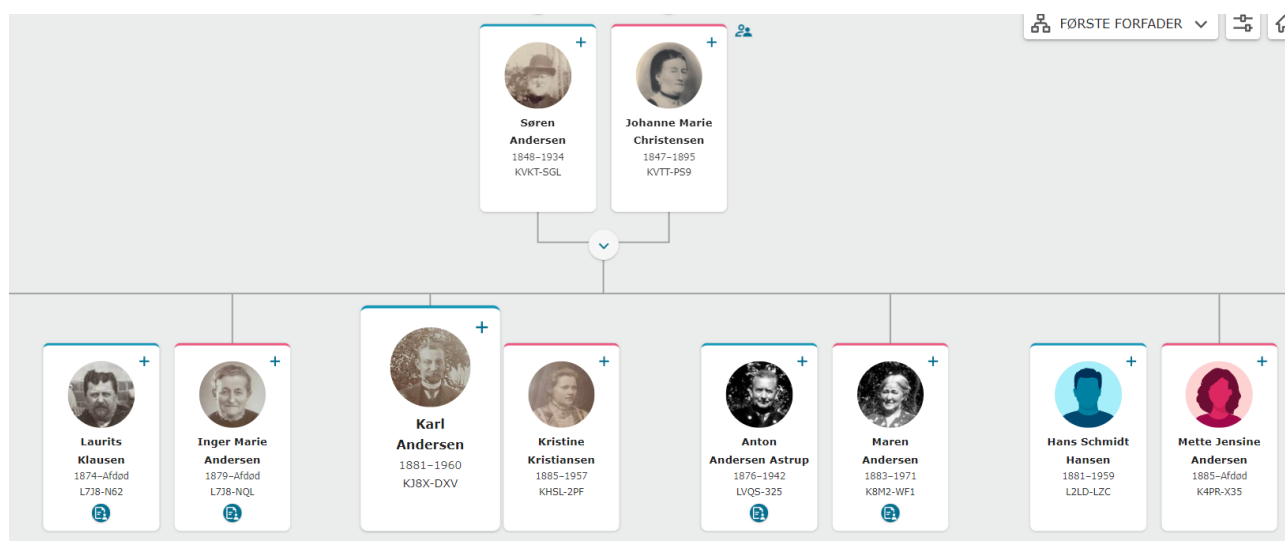 FØRSTE FORFADER
Søren
Andersen
1848–1934
KVKT-SGL
Johanne Marie
Christensen
1847–1895
KVTT-PS9
Laurits
Klausen
1874–Afdød
L7J8-N62
Inger Marie
Andersen
1879–Afdød
L7J8-NQL
Karl
Andersen
1881–1960
KJ8X-DXV
Kristine
Kristiansen
1885–1957
KHSL-2PF
Anton
Andersen Astrup
1876–1942
LVQS-325
Maren
Andersen
1883–1971
K8M2-WF1
Hans Schmidt
Hansen
1881–1959
L2LD-LZC
Mette Jensine
Andersen
1885–Afdød
K4PR-X35